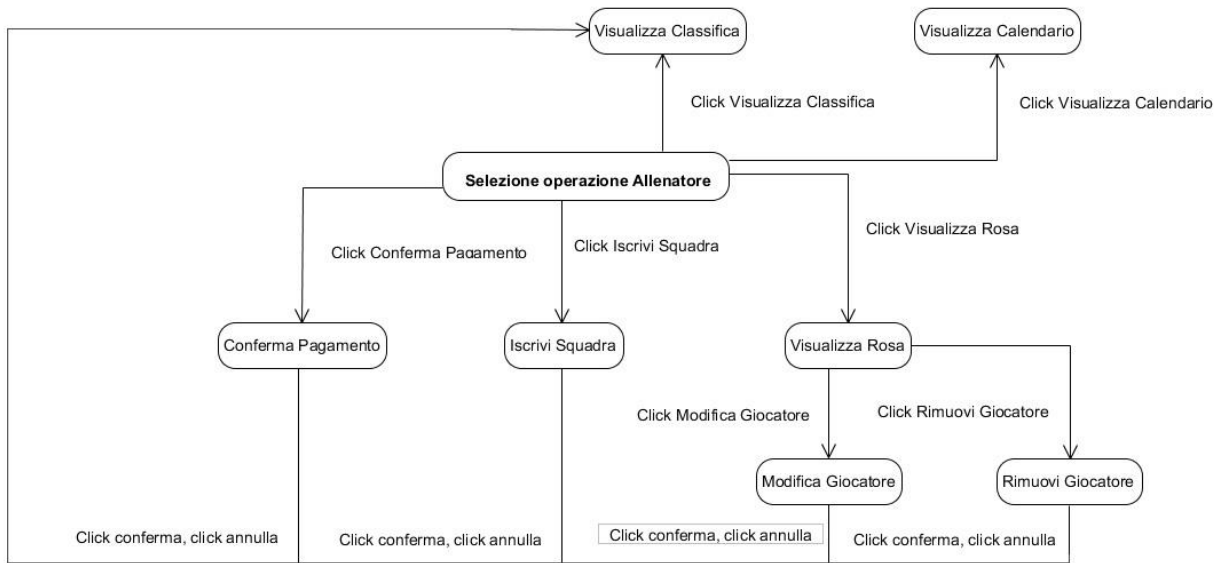 Visualizza Classifica
Visualizza Calendario
Click Visualizza Classifica
Click Visualizza Calendario
Selezione operazione Allenatore
Click Conferma Pagamento
Click Iscrivi Squadra
Click Visualizza Rosa
Conferma Pagamento
Iscrivi Squadra
Visualizza Rosa
Click Modifica Giocatore
Click Rimuovi Giocatore
Modifica Giocatore
Rimuovi Giocatore
Click conferma, click annulla
Click conferma, click annulla
Click conferma, click annulla
Click conferma, click annulla